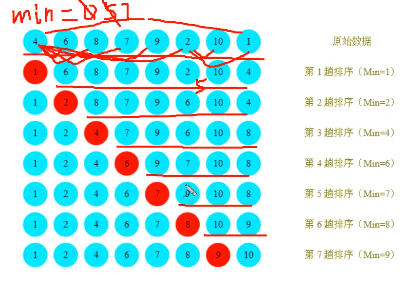 min=
4 6 8 7 9 2 10 1 原始数据
1 6 8 7 9 2 10 4 第 1 趟排序（Min=1）
5
1 2 8 7 9 6 10 4 第 2 趟排序（Min=2）
1 2 4 7 9 6 10 8 第 3 趟排序（Min=4）
1 2 4 6 9 7 10 8 第 4 趟排序（Min=6）
1 2 4 6 7 9 10 8 第 5 趟排序（Min=7）
1 2 4 6 7 8 10 9 第 6 趟排序（Min=8）
1 2 4 6 7 8 9 10 第 7 趟排序（Min=9）